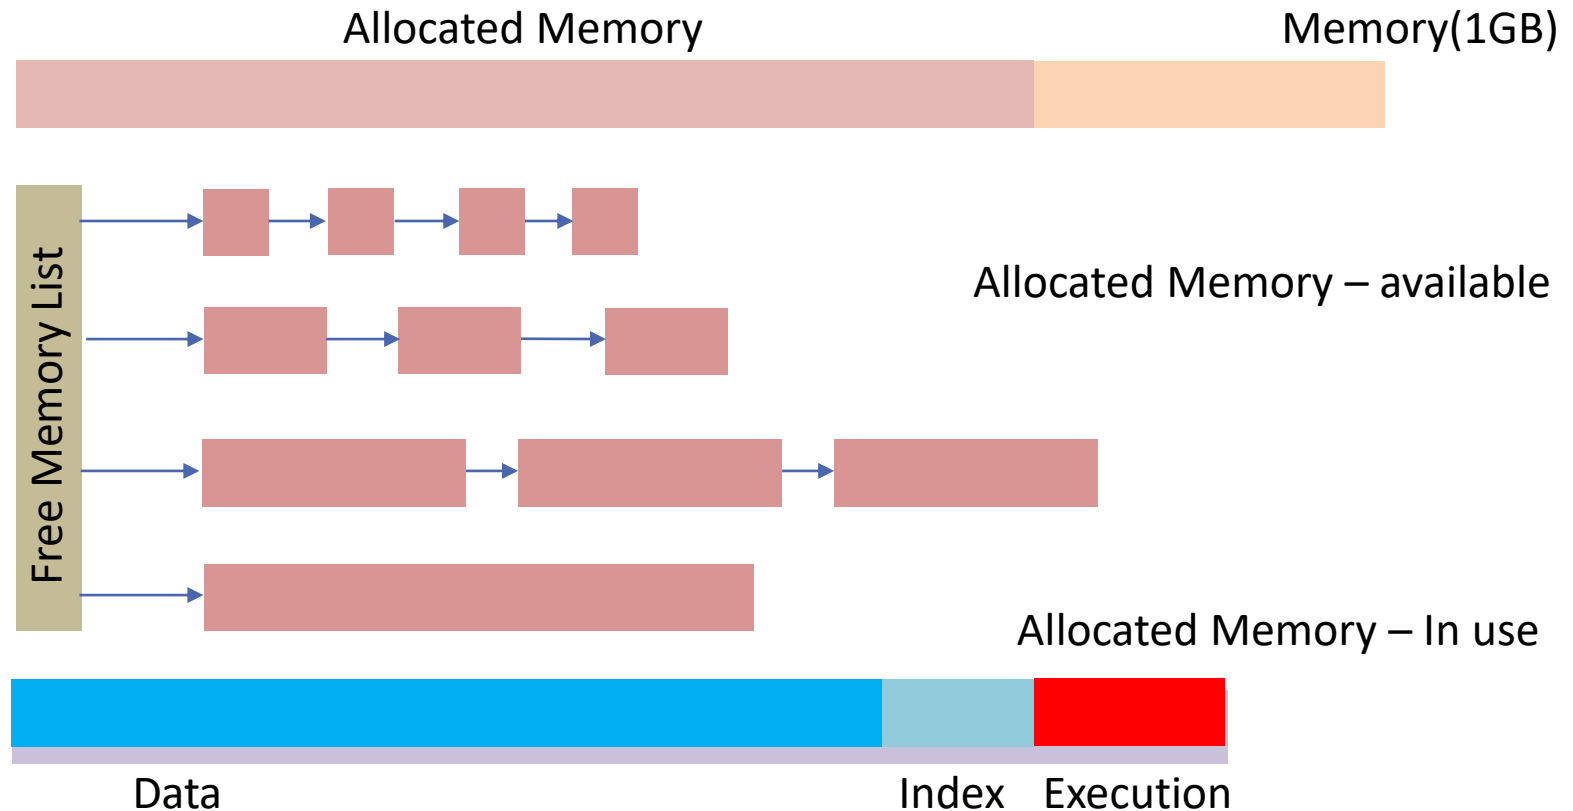 Allocated Memory
Memory(1GB)
Free Memory List
Allocated Memory – available
Allocated Memory – In use
Data
Index
Execution